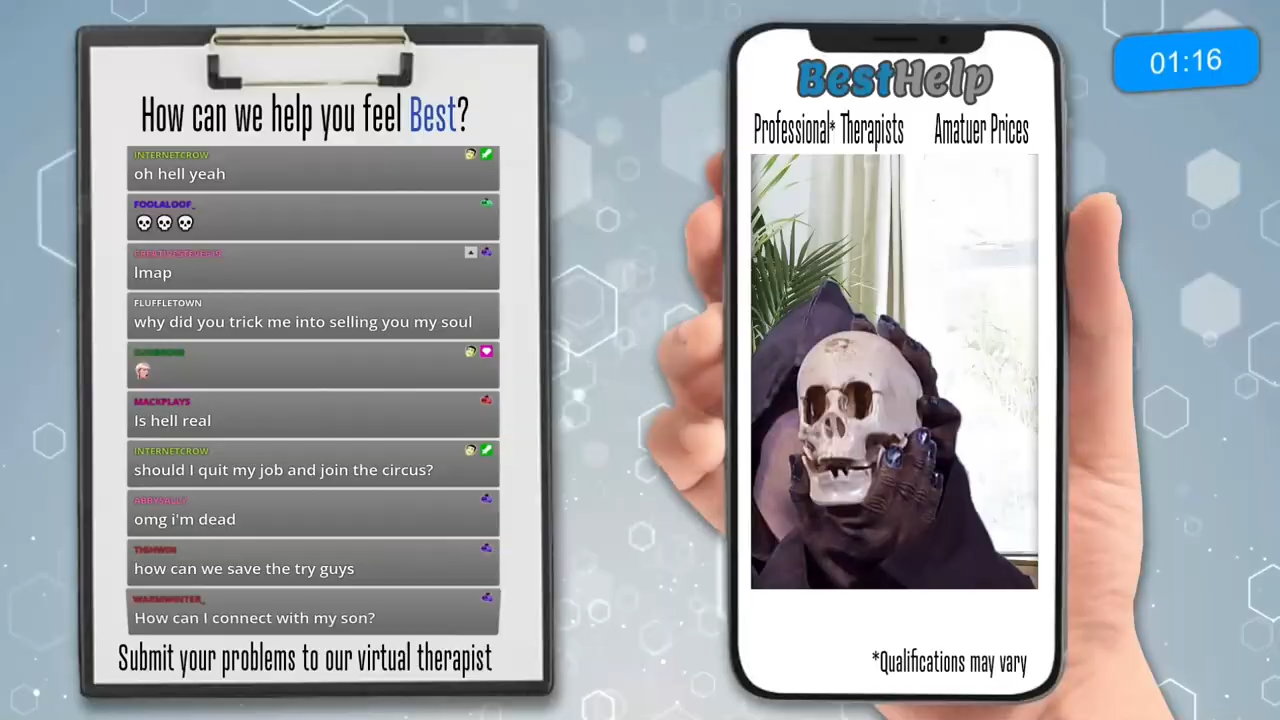 How can we help you feel Best?
INTERNETCROW
oh hell yeah
FOOLALOOF_
lmap
FLUFFLETOWN
why did you trick me into selling you my soul
MACKPLAYS
Is hell real
INTERNETCROW
should I quit my job and join the circus?
omg i'm dead
how can we save the try guys
WARMWINTER_
How can I connect with my son?
Submit your problems to our virtual therapist
BestHelp
Professional* Therapists
Amatuer Prices
*Qualifications may vary
01:16